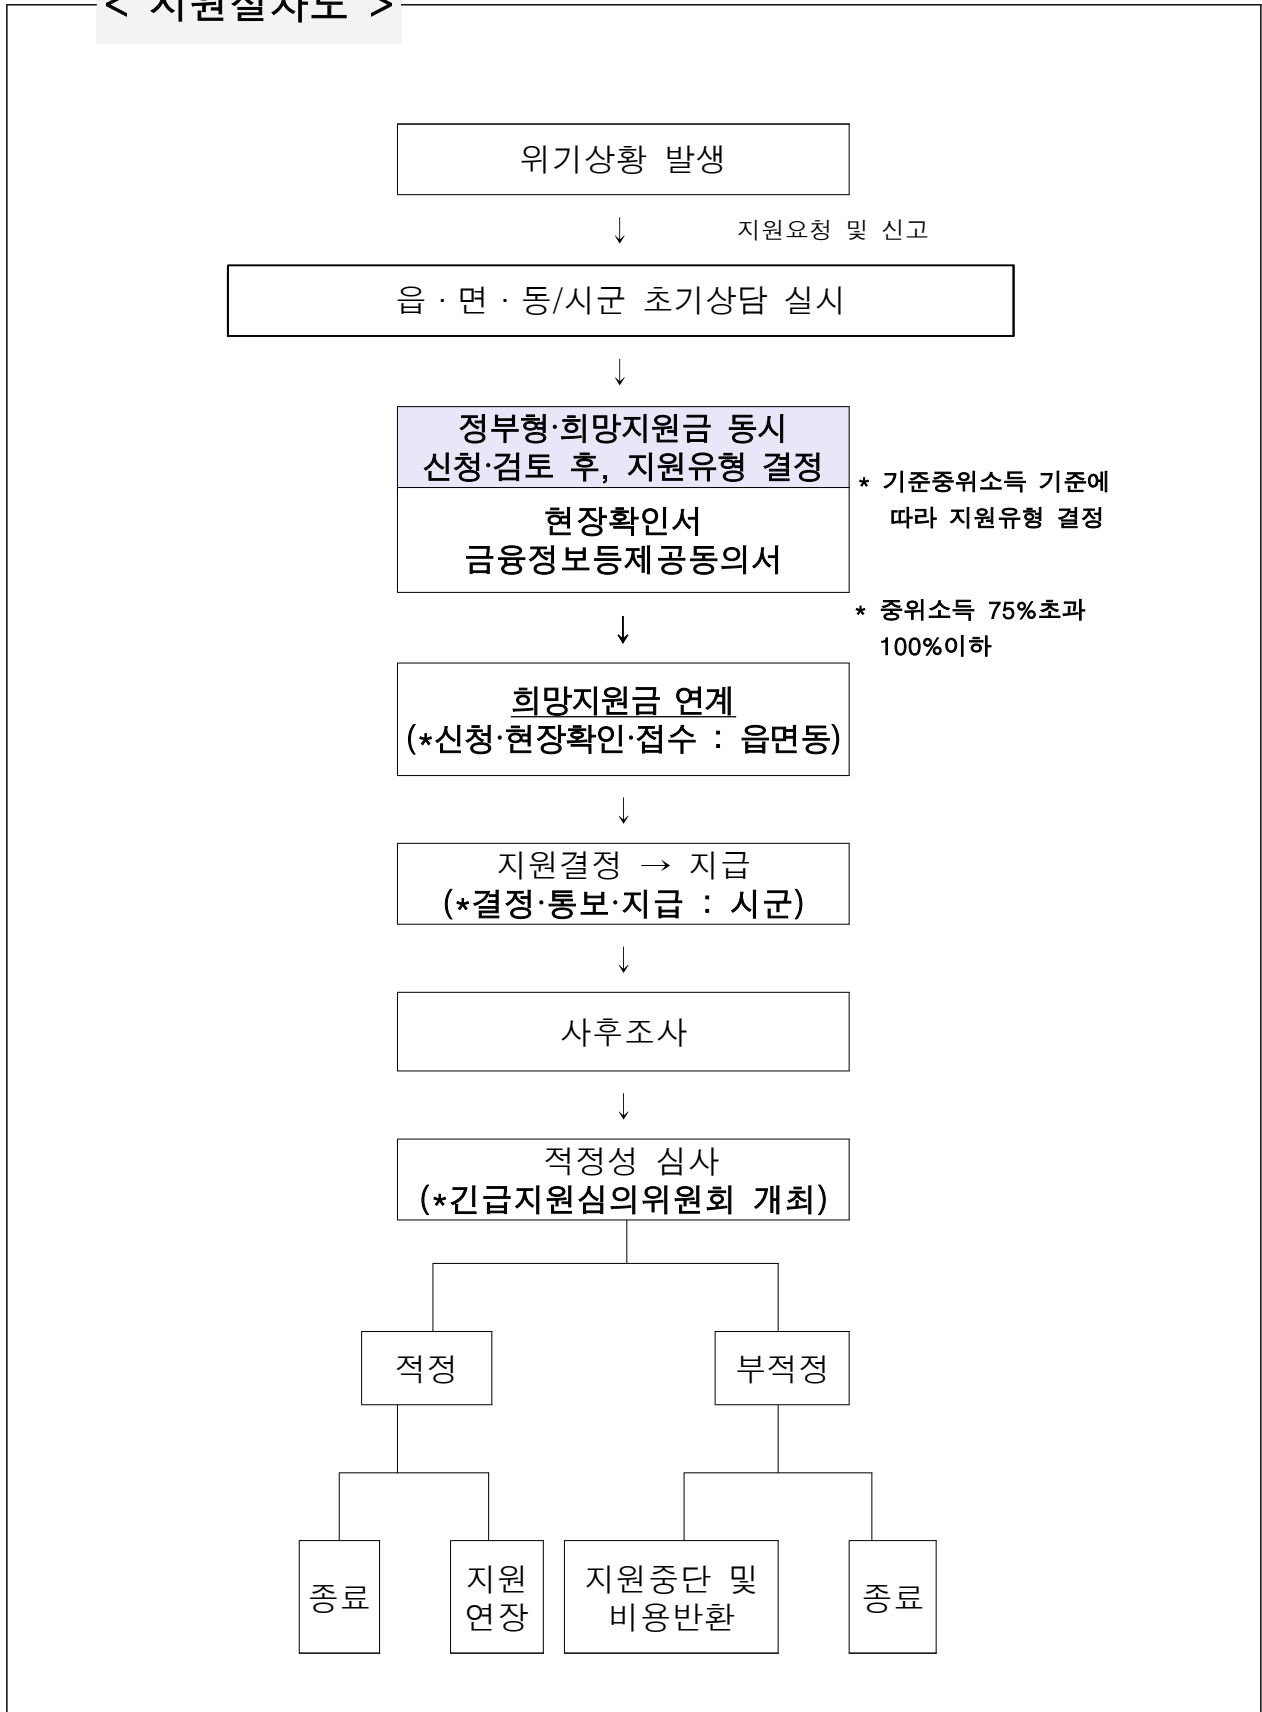 < 지원절차도 >
위기상황 발생
↓ 지원요청 및 신고
읍·면·동/시군 초기상담 실시
↓
정부형·희망지원금 동시
신청·검토 후, 지원유형 결정
* 기준중위소득 기준에
따라 지원유형 결정
현장확인서
금융정보등제공동의서
* 중위소득 75%초과
100%이하
↓
희망지원금 연계
(*신청·현장확인·접수 : 읍면동)
↓
지원결정 → 지급
(*결정·통보·지급 : 시군)
↓
사후조사
↓
적정성 심사
(*긴급지원심의위원회 개최)
적정
부적정
종료
지원
연장
지원중단 및
비용반환
종료